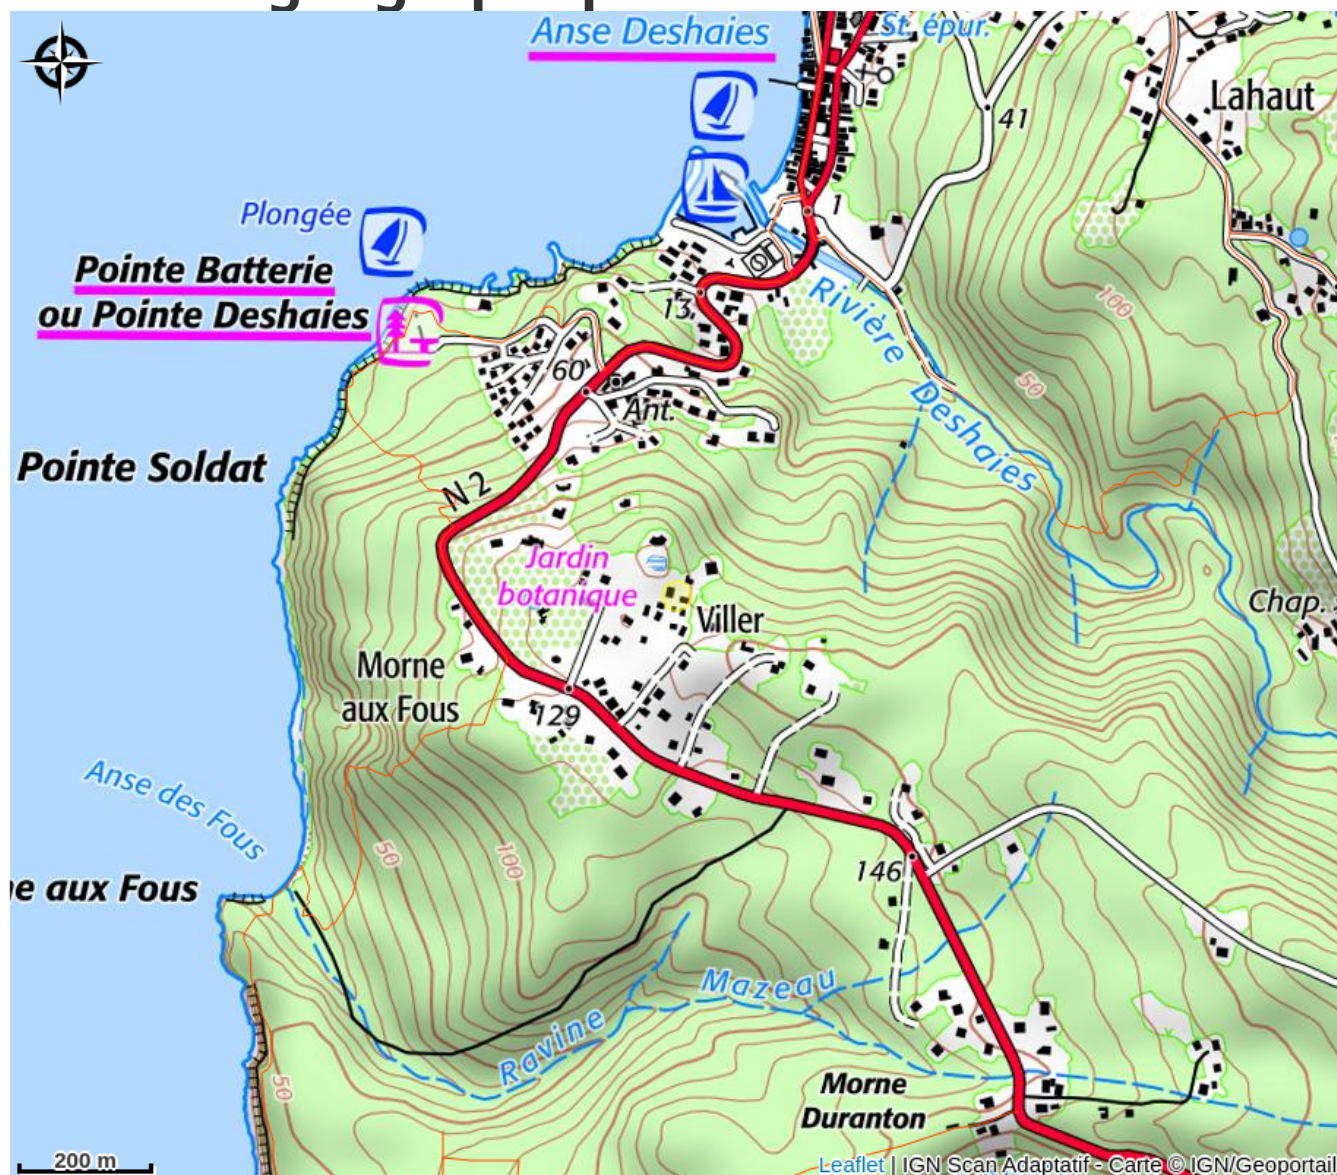 Anse Deshaies
St. épur.
Lahaut
41
Plongée
1
Pointe Batterie
ou Pointe Deshaies
13
Rivière Deshaies
100
50
60
Ant.
Pointe Soldat
N 2
Jardin
botanique
Viller
Chap.
Morne
aux Fous
129
Anse des Fous
50
100
146
e aux Fous
Ravine Mazeau
50
Morne
Duranton
200 m
Leaflet | IGN Scan Adaptatif - Carte © IGN/Geoportail